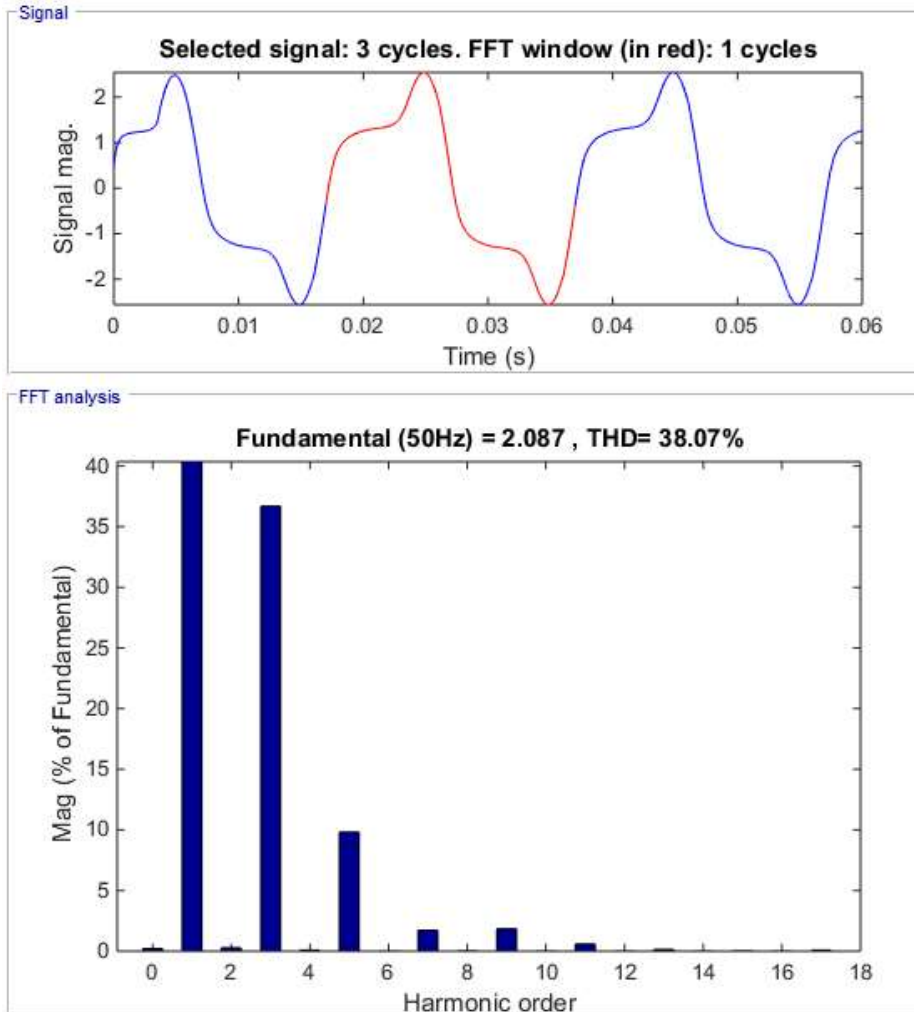 Signal
Selected signal: 3 cycles. FFT window (in red): 1 cycles
Signal mag.
2
1
0
-1
-2
0 0.01 0.02 0.03 0.04 0.05 0.06
Time (s)
FFT analysis
Fundamental (50Hz) = 2.087 , THD= 38.07%
Mag (% of Fundamental)
40
35
30
25
20
15
10
5
0
0 2 4 6 8 10 12 14 16 18
Harmonic order